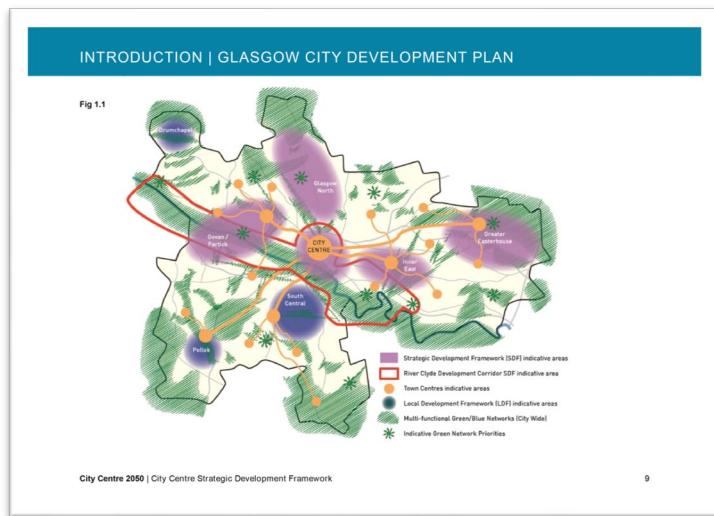 INTRODUCTION | GLASGOW CITY DEVELOPMENT PLAN
Fig 1.1
Drumchapel
Glasgow
North
Govan /
Partick
CITY
CENTRE
Greater
Easterhouse
Inner
East
South
Central
Pollok
Strategic Development Framework (SDF) indicative areas
River Clyde Development Corridor SDF indicative area
Town Centres indicative areas
Local Development Framework (LDF) indicative areas
Multi-functional Green/Blue Networks (City Wide)
Indicative Green Network Priorities
City Centre 2050 | City Centre Strategic Development Framework
9